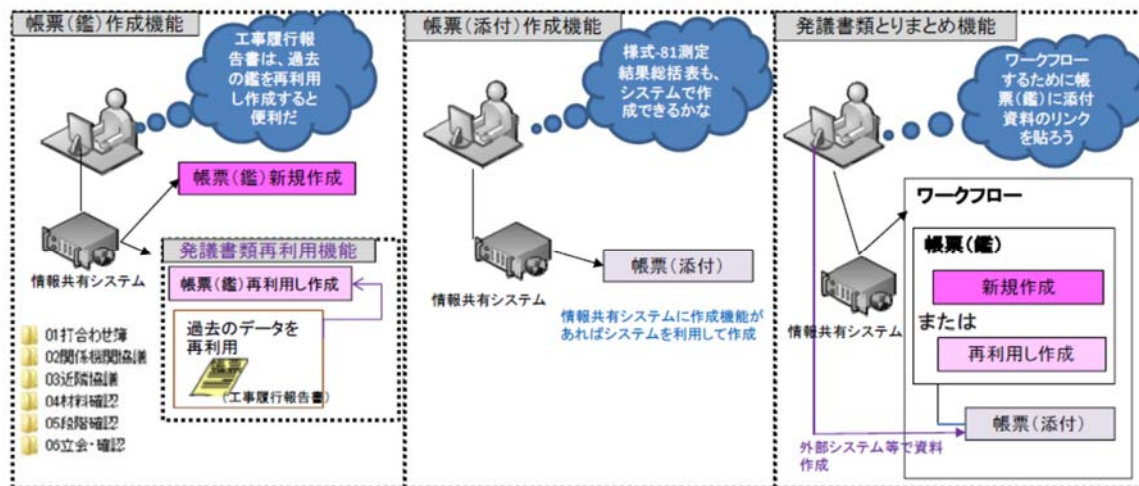 帳票（鑑）作成機能
工事履行報
告書は、過去
の鑑を再利用
し作成すると
便利だ
帳票（鑑）新規作成
情報共有システム
発議書類再利用機能
帳票（鑑）再利用し作成
過去のデータを
再利用
（工事履行報告書）
01打合わせ簿
02関係機関協議
03近隣協議
04材料確認
05段階確認
06立会・確認
帳票（添付）作成機能
様式-81測定
結果総括表も、
システムで作
成できるかな
情報共有システム
帳票（添付）
情報共有システムに作成機能が
あればシステムを利用して作成
発議書類とりまとめ機能
ワークフロー
するために帳
票（鑑）に添付
資料のリンク
を貼ろう
情報共有システム
ワークフロー
帳票（鑑）
新規作成
または
再利用し作成
帳票（添付）
外部システム等で資料
作成